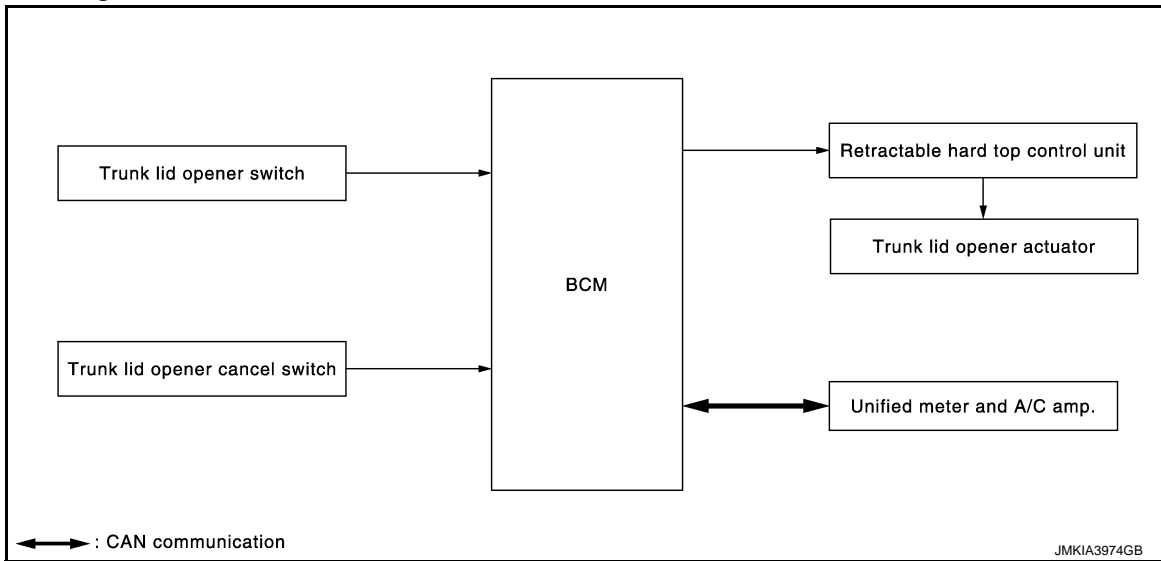 Trunk lid opener switch
Trunk lid opener cancel switch
BCM
Retractable hard top control unit
Trunk lid opener actuator
Unified meter and A/C amp.
: CAN communication
JMKIA3974GB